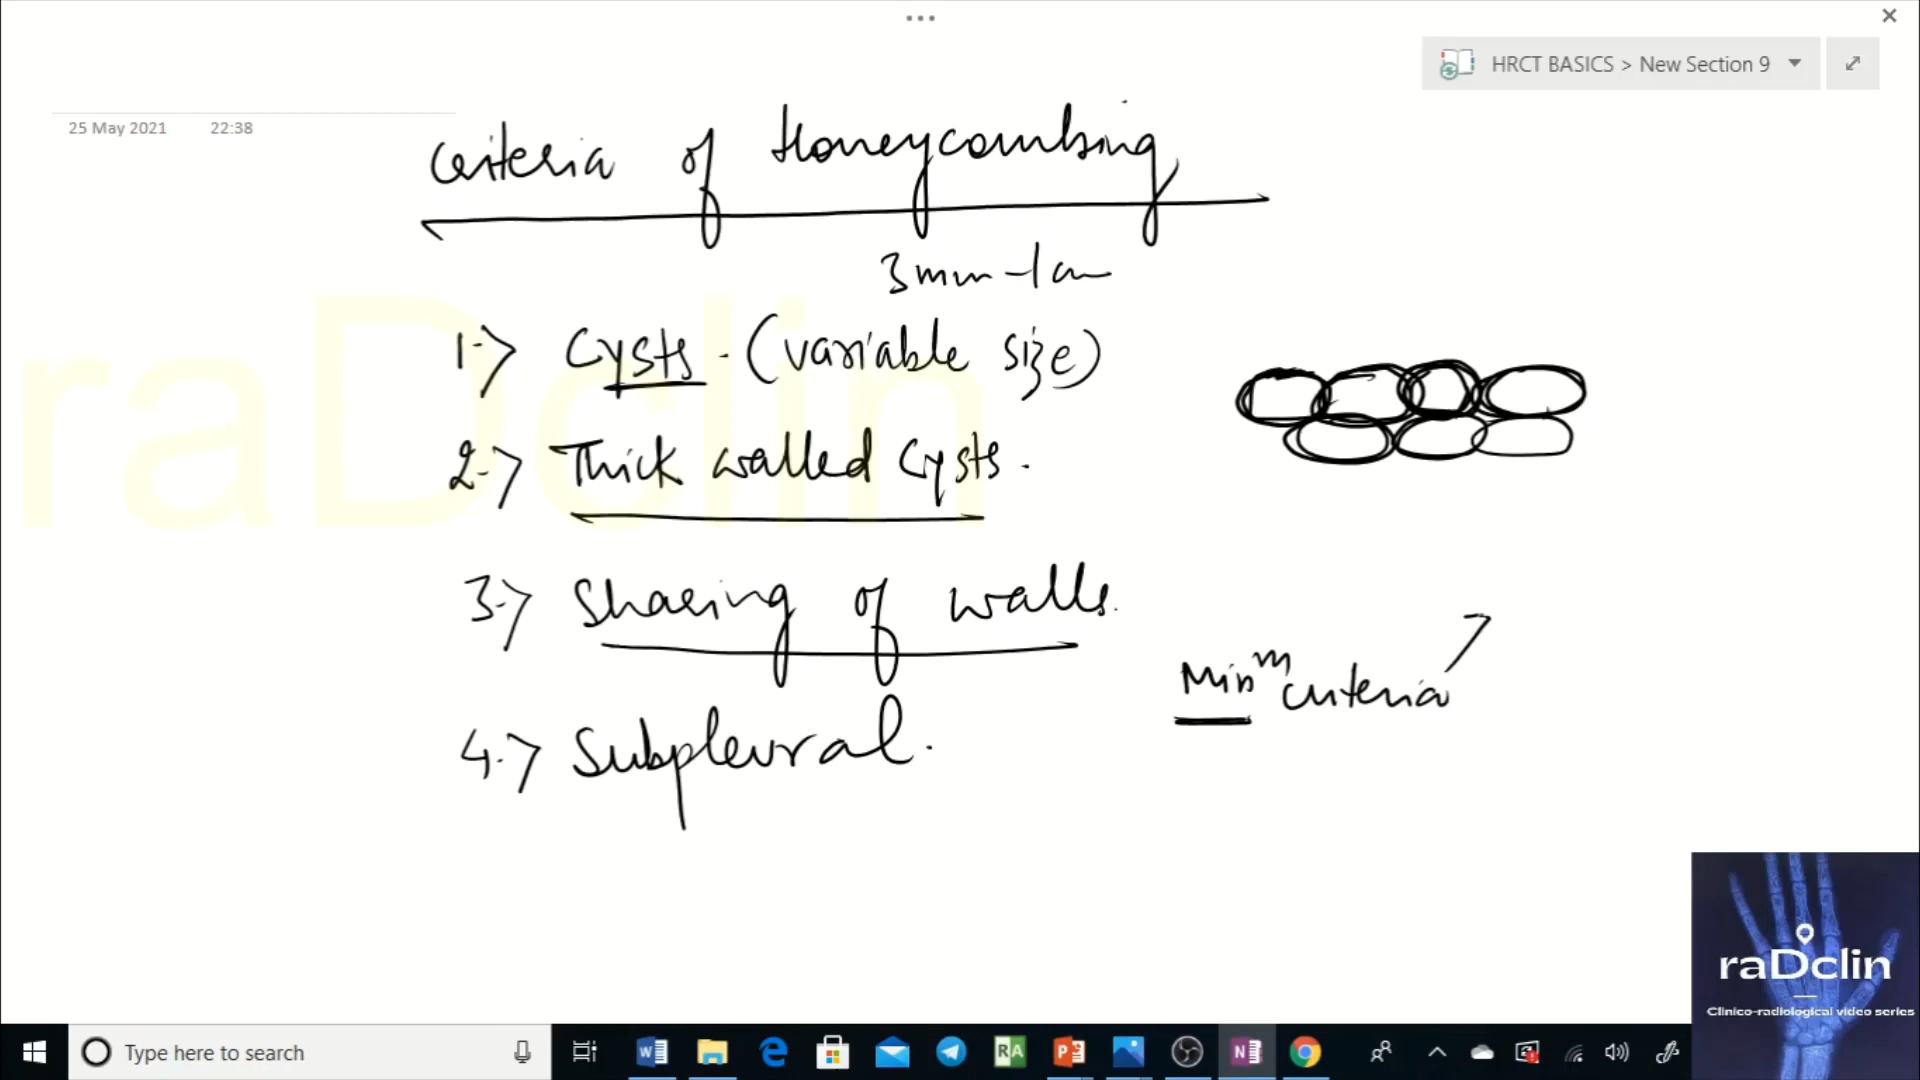 HRCT BASICS > New Section 9
25 May 2021 22:38
Criteria of Honeycombing
3mm-1cm
1.> Cysts. (variable size)
2.> Thick walled Cysts.
3.> Sharing of walls.
Minm criteria
4.> Subpleural.
raDclin
raDclin
Clinico-radiological video series
Type here to search